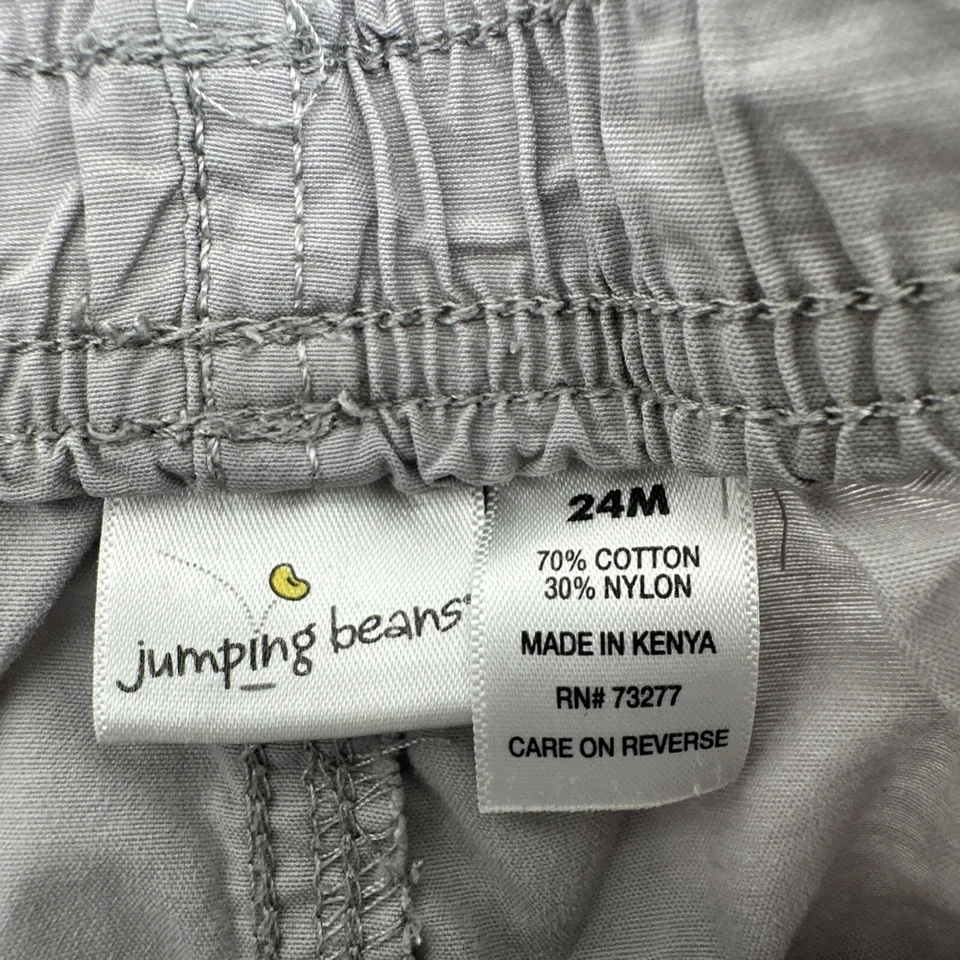 jumping beans®
24M
70% COTTON
30% NYLON
MADE IN KENYA
RN# 73277
CARE ON REVERSE